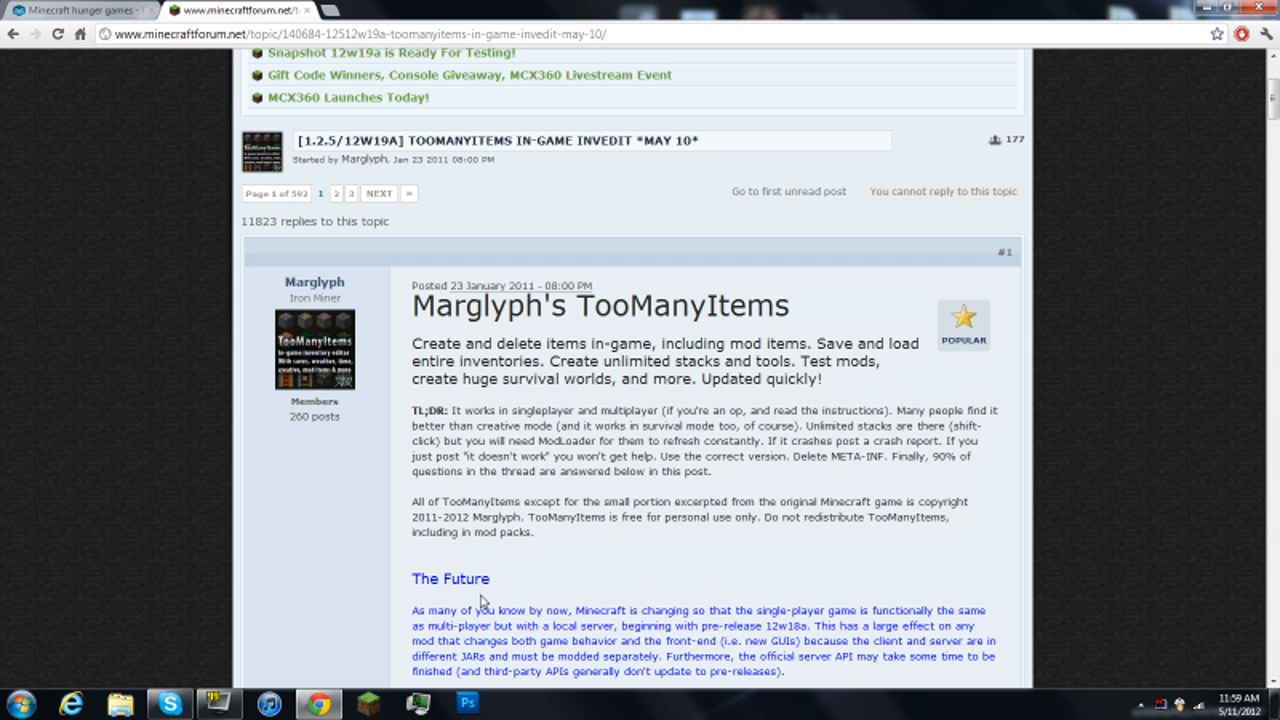 Minecraft hunger games -
www.minecraftforum.net/t
www.minecraftforum.net/topic/140684-12512w19a-toomanyitems-in-game-invedit-may-10/
Snapshot 12w19a is Ready For Testing!
Gift Code Winners, Console Giveaway, MCX360 Livestream Event
MCX360 Launches Today!
[1.2.5/12W19A] TOOMANYITEMS IN-GAME INVEDIT *MAY 10*
177
Started by Marglyph, Jan 23 2011 08:00 PM
Page 1 of 592 1 2 3 NEXT »
Go to first unread post
You cannot reply to this topic
11823 replies to this topic
#1
Marglyph
Iron Miner
TooManyItems
In-game inventory editor
With saves, weather, time,
creative, mod items & more
Members
260 posts
Posted 23 January 2011 - 08:00 PM
Marglyph's TooManyItems
POPULAR
Create and delete items in-game, including mod items. Save and load
entire inventories. Create unlimited stacks and tools. Test mods,
create huge survival worlds, and more. Updated quickly!
TL;DR: It works in singleplayer and multiplayer (if you're an op, and read the instructions). Many people find it
better than creative mode (and it works in survival mode too, of course). Unlimited stacks are there (shift-
click) but you will need ModLoader for them to refresh constantly. If it crashes post a crash report. If you
just post "it doesn't work" you won't get help. Use the correct version. Delete META-INF. Finally, 90% of
questions in the thread are answered below in this post.
All of TooManyItems except for the small portion excerpted from the original Minecraft game is copyright
2011-2012 Marglyph. TooManyItems is free for personal use only. Do not redistribute TooManyItems,
including in mod packs.
The Future
As many of you know by now, Minecraft is changing so that the single-player game is functionally the same
as multi-player but with a local server, beginning with pre-release 12w18a. This has a large effect on any
mod that changes both game behavior and the front-end (i.e. new GUIs) because the client and server are in
different JARs and must be modded separately. Furthermore, the official server API may take some time to be
finished (and third-party APIs generally don't update to pre-releases).
Ps
11:59 AM
5/11/2012